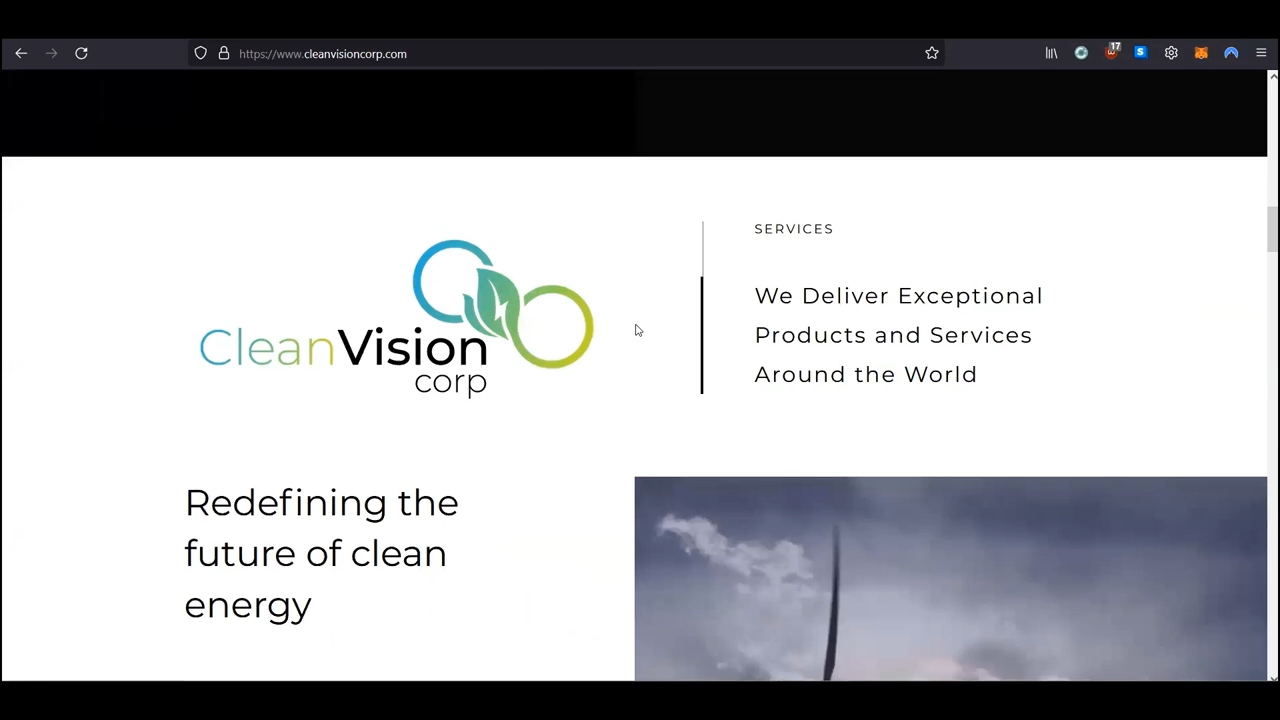 https://www.cleanvisioncorp.com
17
S
SERVICES
We Deliver Exceptional
Products and Services
Around the World
CleanVision
corp
Redefining the
future of clean
energy